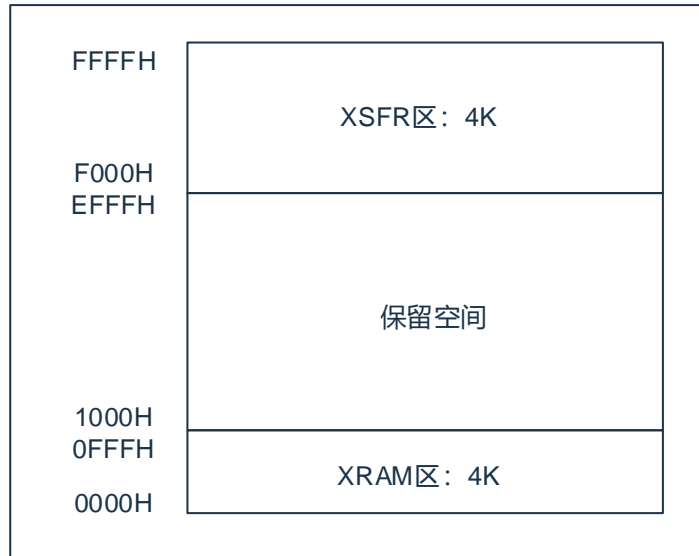 FFFFH
XSFR区：4K
F000H
EFFFH
保留空间
1000H
0FFFH
XRAM区：4K
0000H